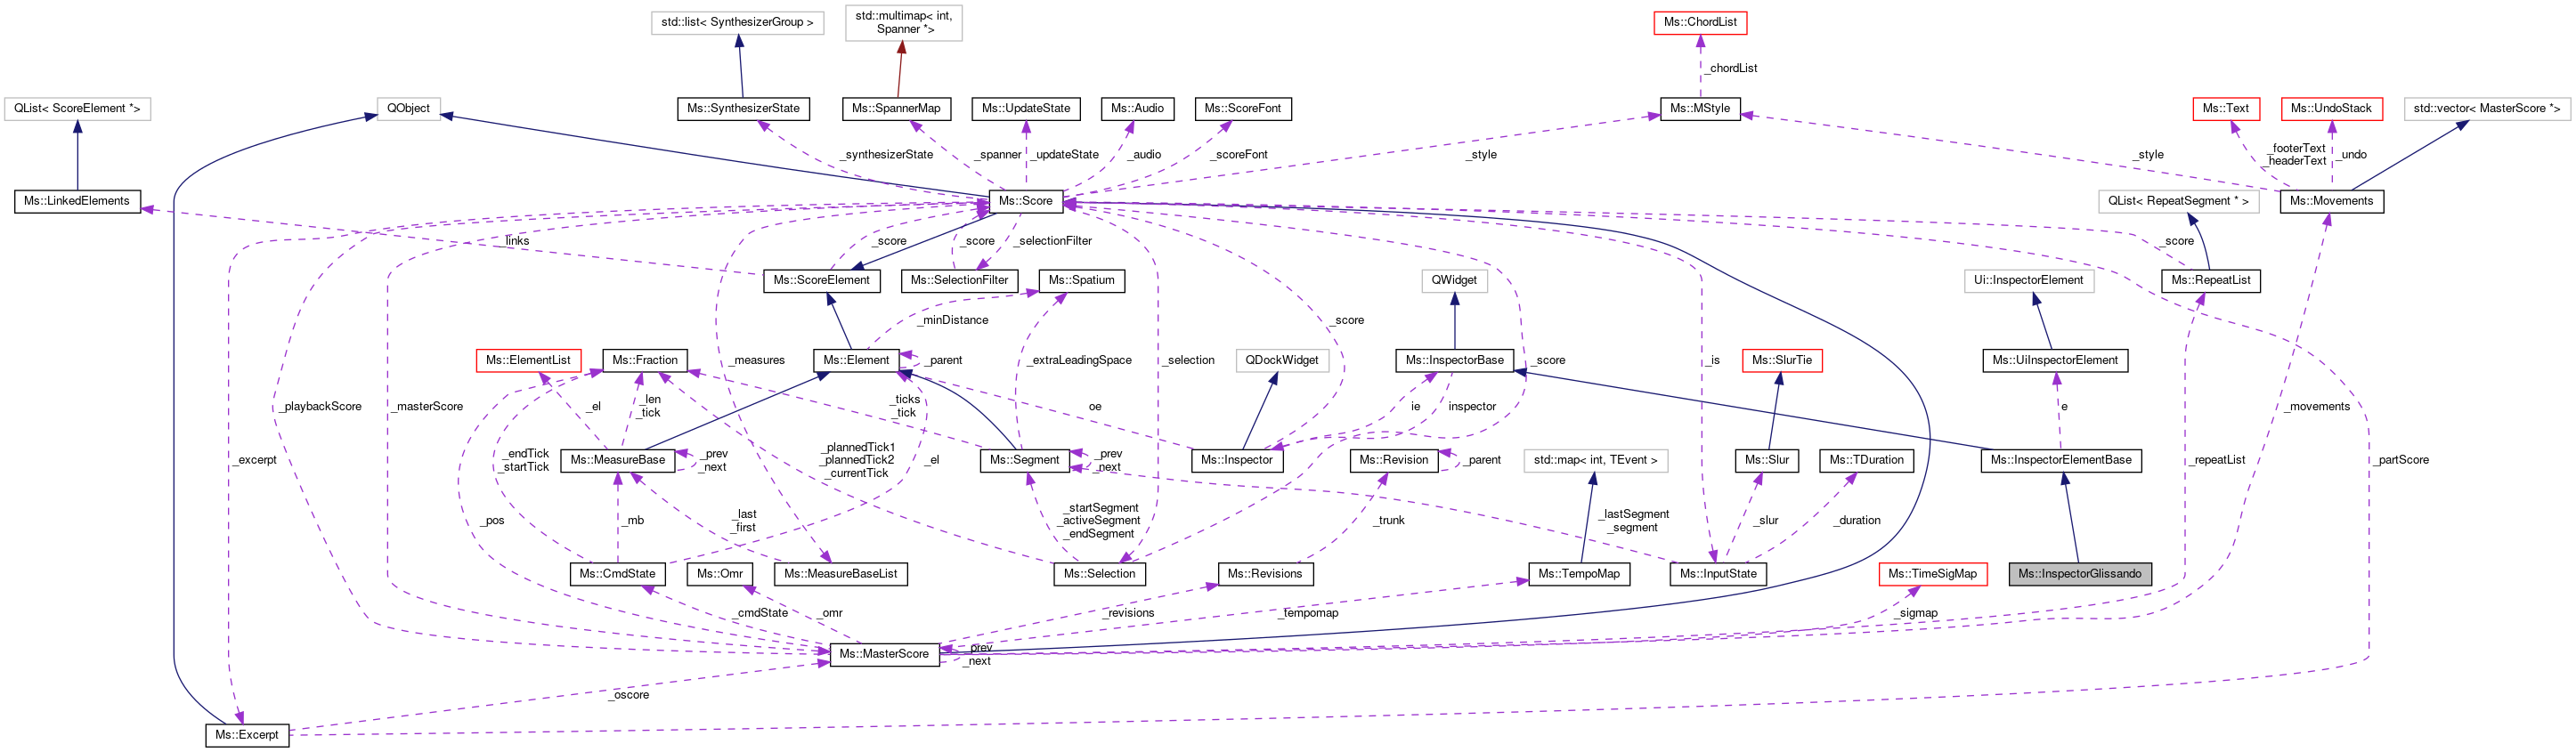 std::list< SynthesizerGroup >
std::multimap< int,
Spanner *>
Ms::ChordList
_chordList
QList< ScoreElement *>
QObject
Ms::SynthesizerState
Ms::SpannerMap
Ms::UpdateState
Ms::Audio
Ms::ScoreFont
Ms::MStyle
Ms::Text
Ms::UndoStack
std::vector< MasterScore *>
_synthesizerState
_spanner
_updateState
_audio
_scoreFont
_style
_style
_footerText
_headerText
_undo
Ms::LinkedElements
Ms::Score
QList< RepeatSegment * >
Ms::Movements
_links
_score
_score
_selectionFilter
_score
Ms::ScoreElement
Ms::SelectionFilter
Ms::Spatium
QWidget
Ui::InspectorElement
Ms::RepeatList
_minDistance
_score
Ms::ElementList
Ms::Fraction
Ms::Element
_parent
_measures
_extraLeadingSpace
_selection
QDockWidget
Ms::InspectorBase
_score
_is
Ms::SlurTie
Ms::UiInspectorElement
_playbackScore
_masterScore
_el
_len
_tick
_ticks
_tick
oe
ie
inspector
e
_movements
_excerpt
_endTick
_startTick
Ms::MeasureBase
_prev
_next
_plannedTick1
_plannedTick2
_currentTick
_el
Ms::Segment
_prev
_next
Ms::Inspector
Ms::Revision
_parent
std::map< int, TEvent >
Ms::Slur
Ms::TDuration
Ms::InspectorElementBase
_repeatList
_partScore
_pos
_mb
_last
_first
_startSegment
_activeSegment
_endSegment
_trunk
_lastSegment
_segment
_slur
_duration
Ms::CmdState
Ms::Omr
Ms::MeasureBaseList
Ms::Selection
Ms::Revisions
Ms::TempoMap
Ms::InputState
Ms::TimeSigMap
Ms::InspectorGlissando
_cmdState
_omr
_revisions
_tempomap
_sigmap
Ms::MasterScore
_prev
_next
_oscore
Ms::Excerpt